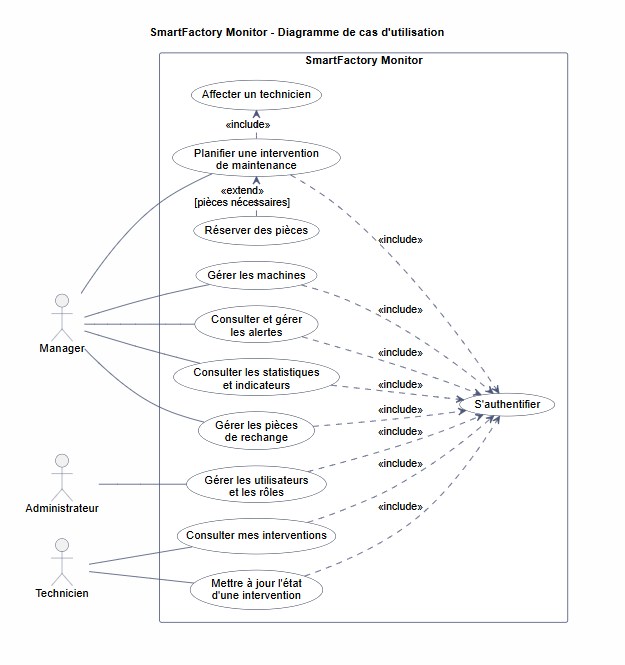 SmartFactory Monitor - Diagramme de cas d'utilisation
SmartFactory Monitor
Affecter un technicien
«include»
Planifier une intervention
de maintenance
«extend»
[pièces nécessaires]
Réserver des pièces
«include»
Gérer les machines
«include»
Consulter et gérer
les alertes
Manager
«include»
Consulter les statistiques
et indicateurs
«include»
S'authentifier
«include»
Gérer les pièces
de rechange
«include»
Gérer les utilisateurs
et les rôles
Administrateur
«include»
Consulter mes interventions
«include»
Mettre à jour l'état
d'une intervention
Technicien